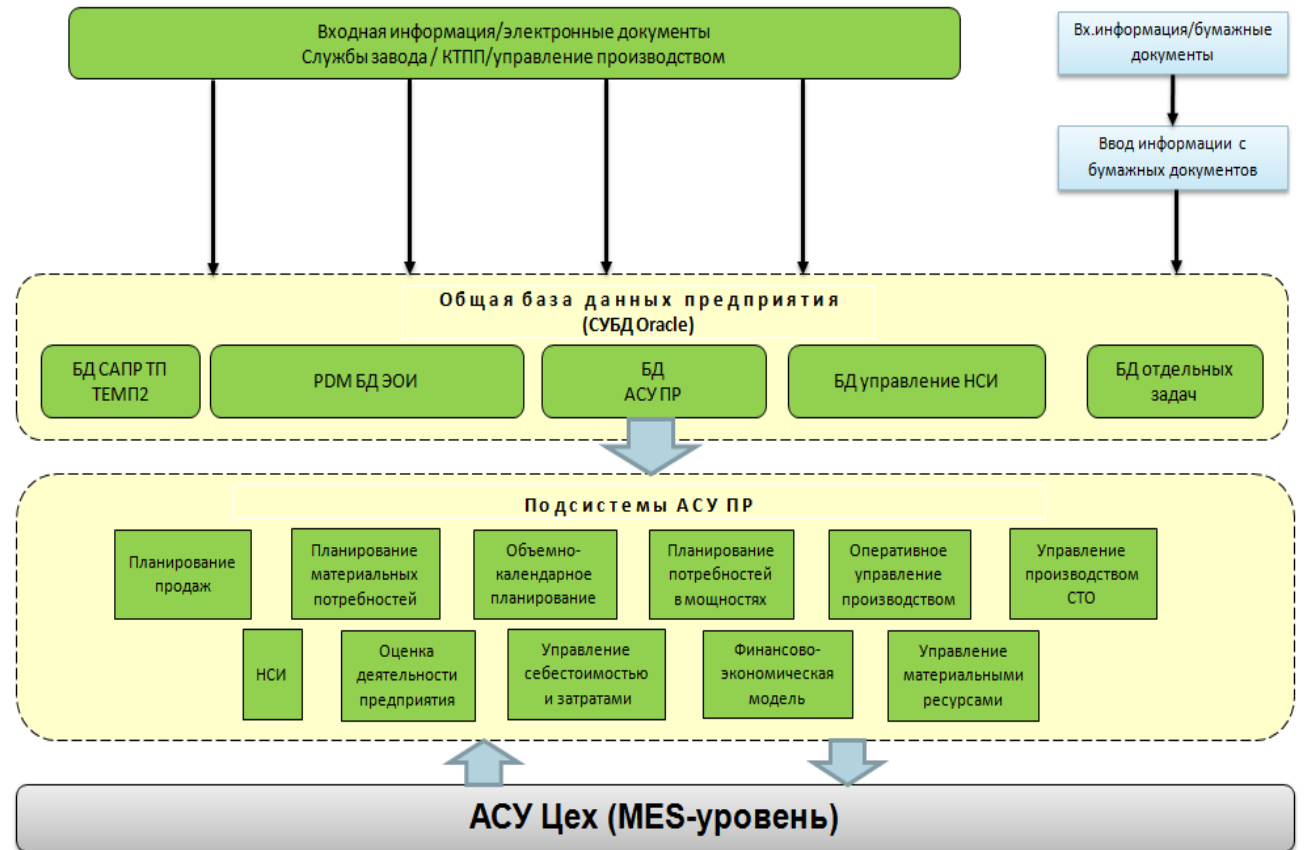 Входная информация/электронные документы
Службы завода / КТПП/управление производством
Вх.информация/бумажные
документы
Ввод информации с
бумажных документов
Общая база данных предприятия
(СУБД Oracle)
БД САПР ТП
ТЕМП2
PDM БД ЭОИ
БД
АСУ ПР
БД управление НСИ
БД отдельных
задач
Подсистемы АСУ ПР
Планирование
продаж
Планирование
материальных
потребностей
Объемно-
календарное
планирование
Планирование
потребностей
в мощностях
Оперативное
управление
производством
Управление
производством
СТО
НСИ
Оценка
деятельности
предприятия
Управление
себестоимостью
и затратами
Финансово-
экономическая
модель
Управление
материальными
ресурсами
АСУ Цех (MES-уровень)